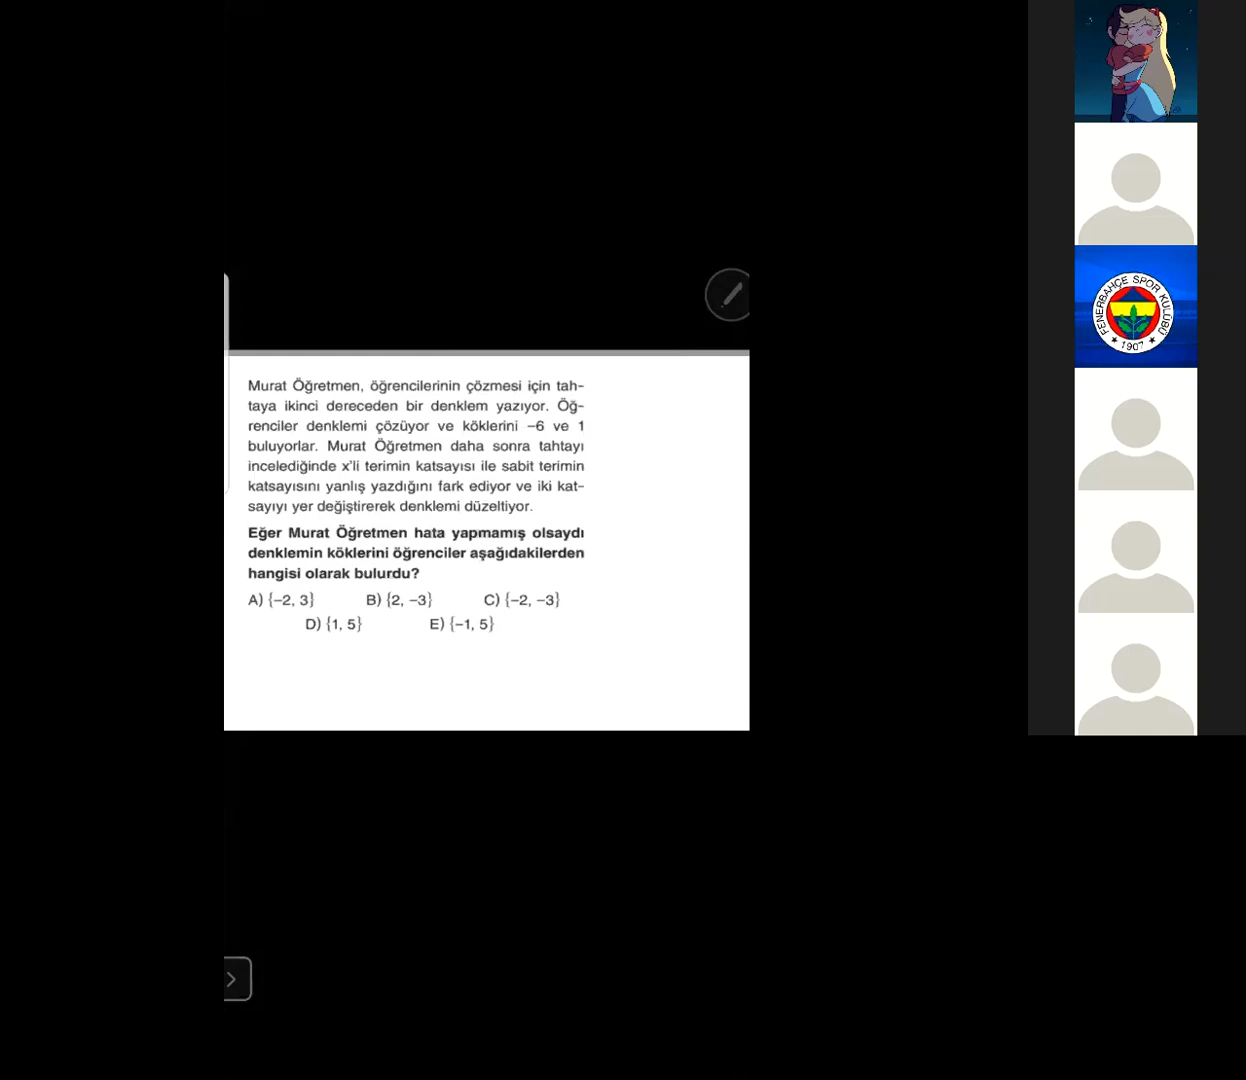 FENERBAHÇE SPOR KULÜBÜ
★ 1907 ★
Murat Öğretmen, öğrencilerinin çözmesi için tah-
taya ikinci dereceden bir denklem yazıyor. Öğ-
renciler denklemi çözüyor ve köklerini –6 ve 1
buluyorlar. Murat Öğretmen daha sonra tahtayı
incelediğinde x'li terimin katsayısı ile sabit terimin
katsayısını yanlış yazdığını fark ediyor ve iki kat-
sayıyı yer değiştirerek denklemi düzeltiyor.
Eğer Murat Öğretmen hata yapmamış olsaydı
denklemin köklerini öğrenciler aşağıdakilerden
hangisi olarak bulurdu?
A) {–2, 3} B) {2, –3} C) {–2, –3}
D) {1, 5} E) {–1, 5}